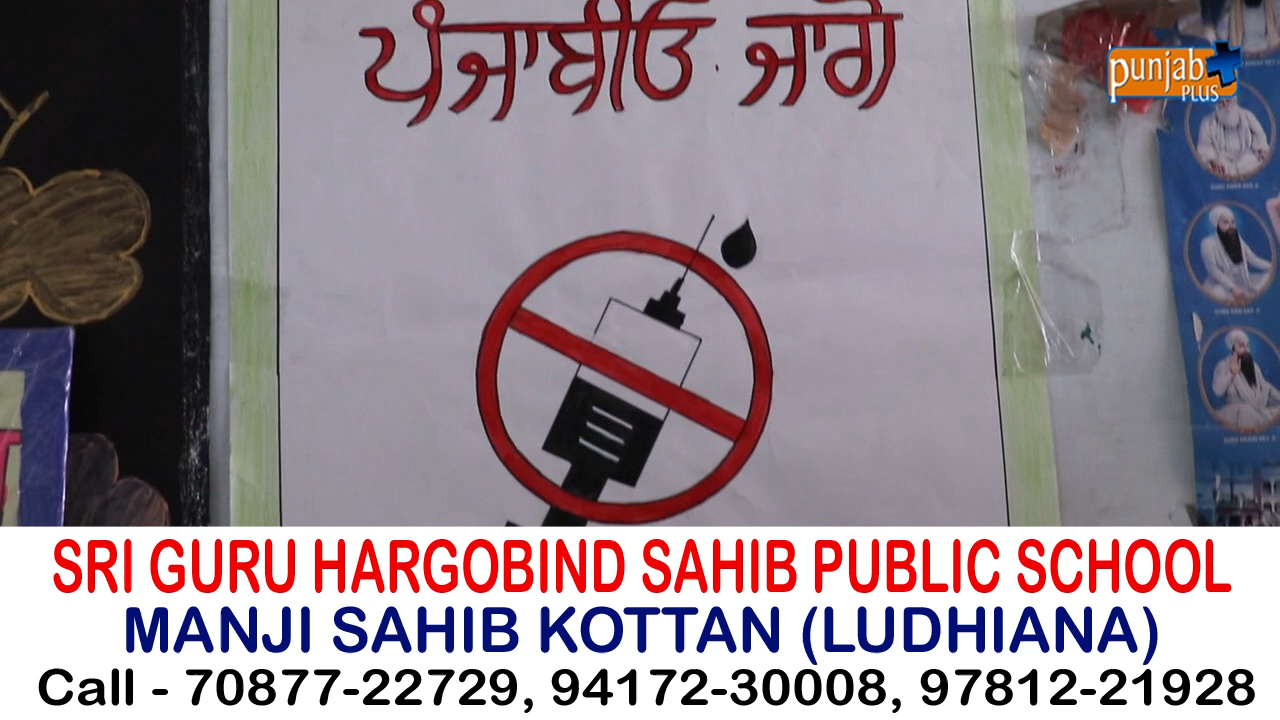 ਪੰਜਾਬੀਓ ਜਾਗੋ
punjab
PLUS
SRI GURU HARGOBIND SAHIB PUBLIC SCHOOL
MANJI SAHIB KOTTAN (LUDHIANA)
Call - 70877-22729, 94172-30008, 97812-21928